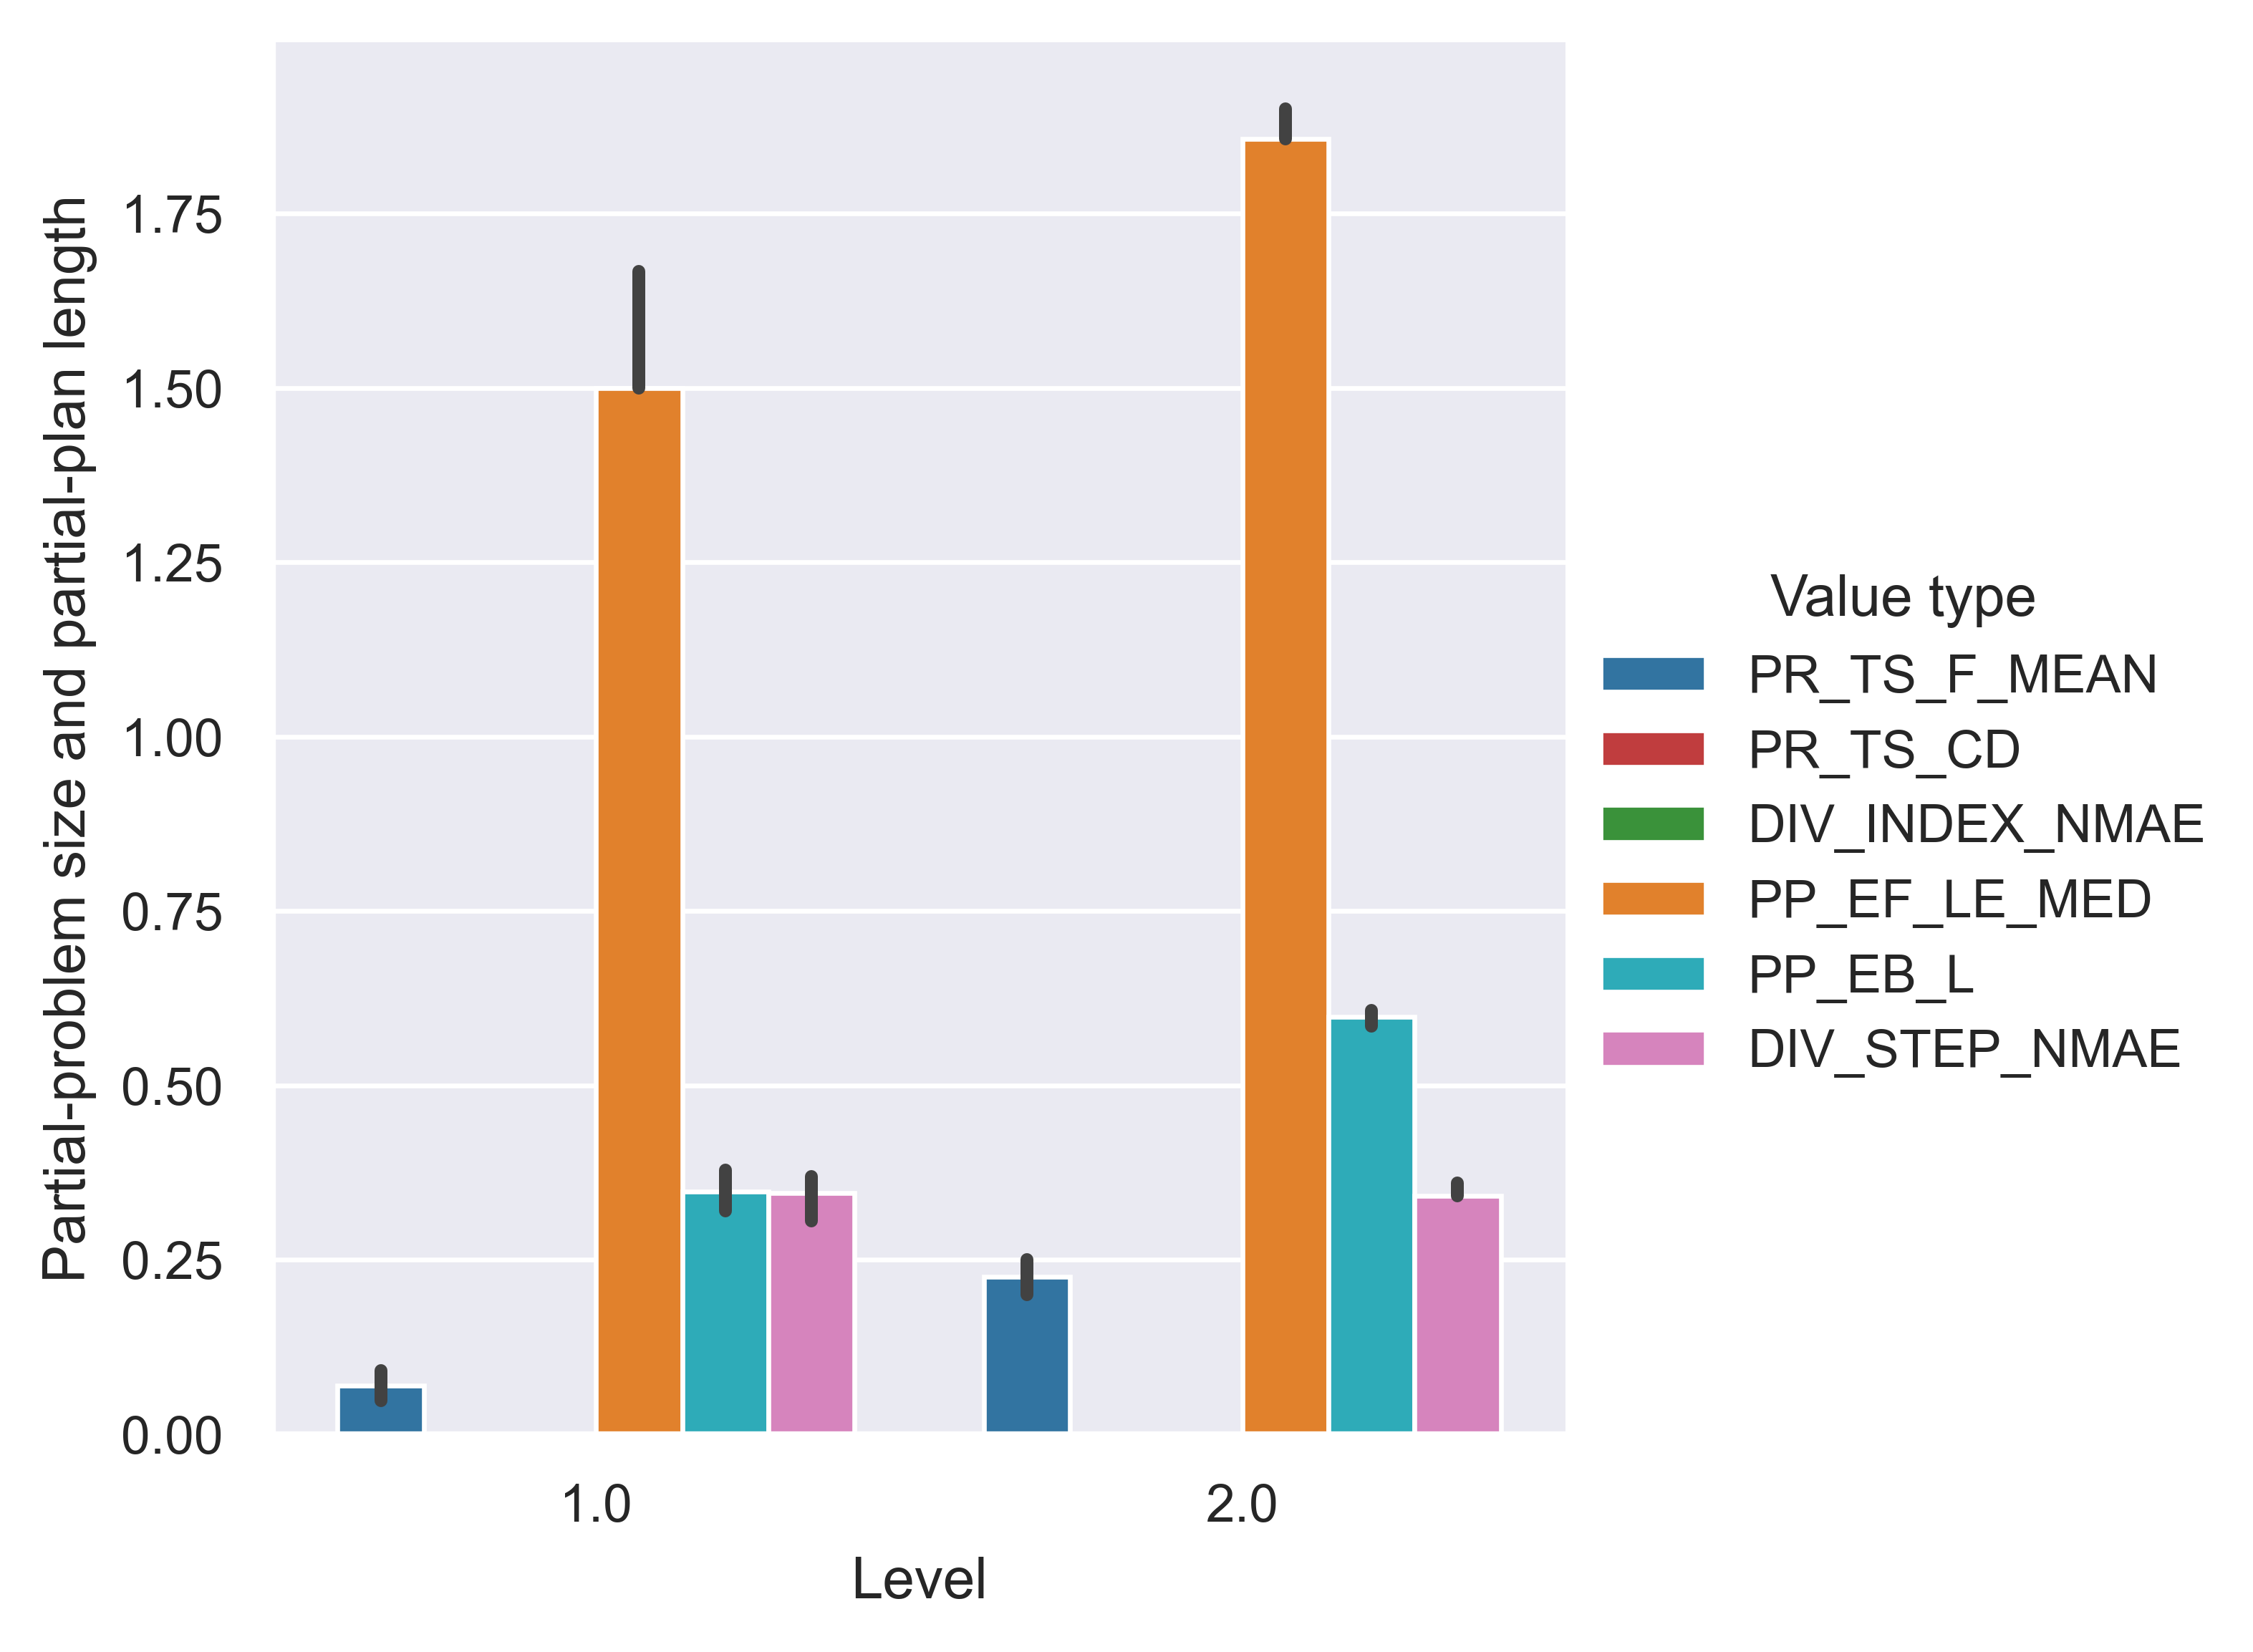 Partial-problem size and partial-plan length
1.75
1.50
1.25
1.00
0.75
0.50
0.25
0.00
1.0
2.0
Level
Value type
PR_TS_F_MEAN
PR_TS_CD
DIV_INDEX_NMAE
PP_EF_LE_MED
PP_EB_L
DIV_STEP_NMAE